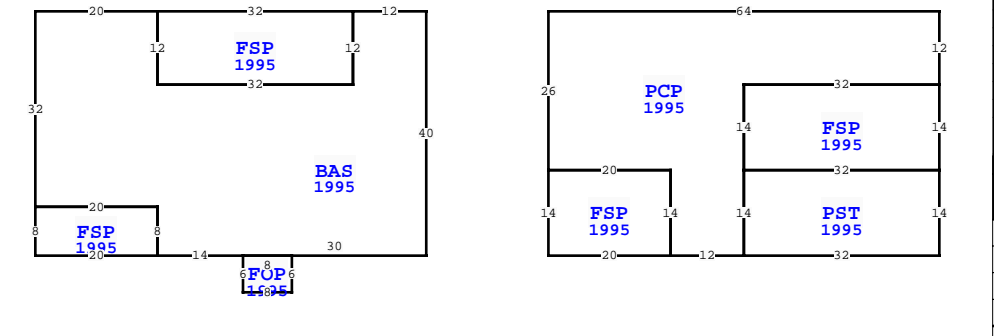 20 32 12
12 FSP 12
1995
32
32
40
BAS
1995
20
8 FSP 8
1995
20 14 30
8
6 FOP 6
1995
8
64
12
26 PCP 32
1995
14 FSP 14
1995
20 32
14 FSP 14 14 PST 14
1995 1995
20 12 32